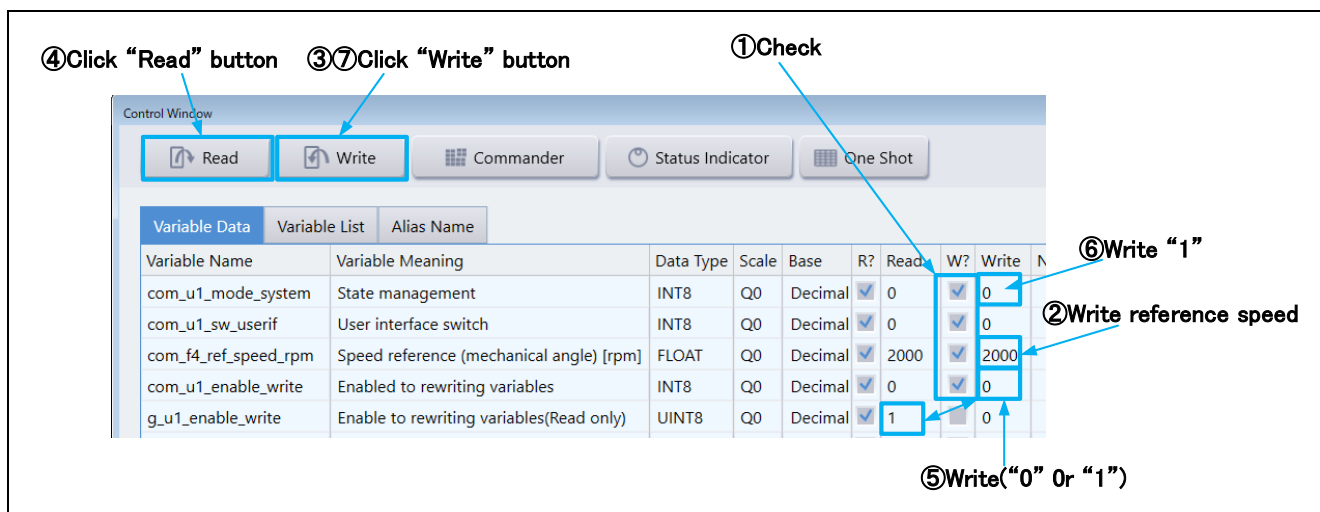 ①Check
④Click “Read” button ③⑦Click “Write” button
Control Window
Read Write Commander Status Indicator One Shot
Variable Data Variable List Alias Name
Variable Name Variable Meaning Data Type Scale Base R? Read W? Write N
com_u1_mode_system State management INT8 Q0 Decimal 0 0
com_u1_sw_userif User interface switch INT8 Q0 Decimal 0 0
com_f4_ref_speed_rpm Speed reference (mechanical angle) [rpm] FLOAT Q0 Decimal 2000 2000
com_u1_enable_write Enabled to rewriting variables INT8 Q0 Decimal 0 0
g_u1_enable_write Enable to rewriting variables(Read only) UINT8 Q0 Decimal 1 0
⑥Write “1”
②Write reference speed
⑤Write(“0” 0r “1”)